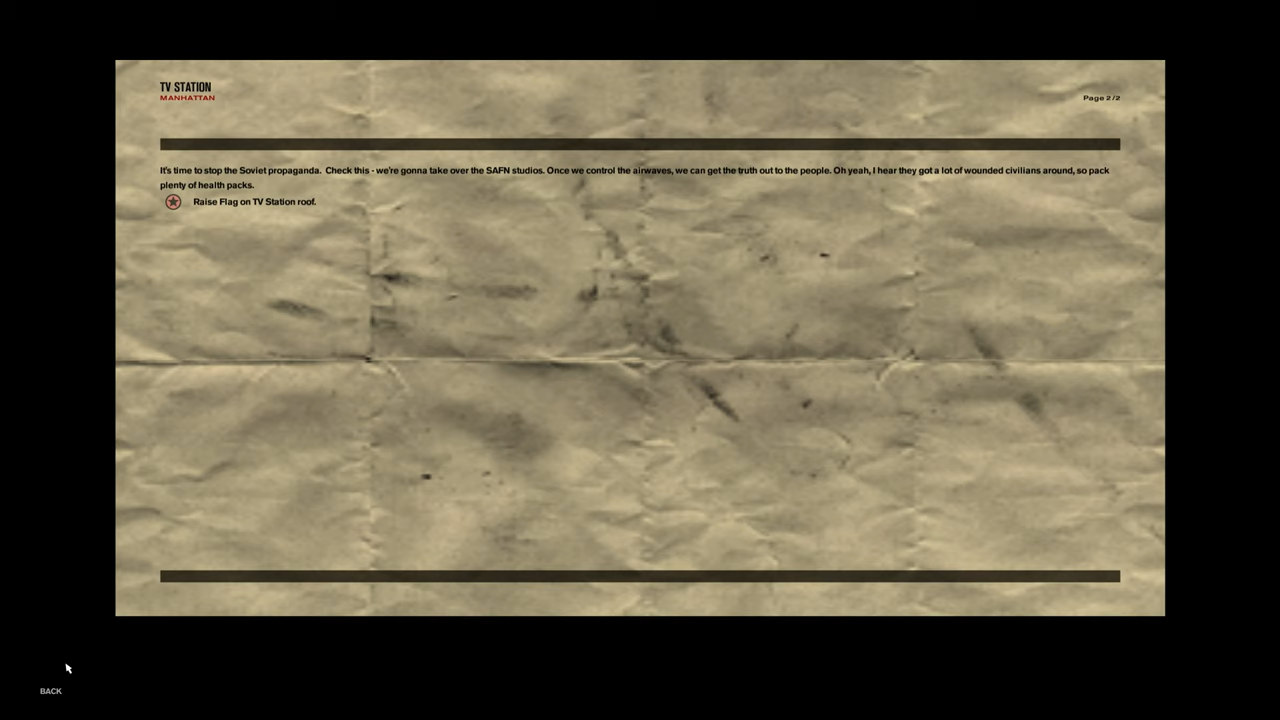 TV STATION
MANHATTAN
Page 2/2
It's time to stop the Soviet propaganda.  Check this - we're gonna take over the SAFN studios. Once we control the airwaves, we can get the truth out to the people. Oh yeah, I hear they got a lot of wounded civilians around, so pack
plenty of health packs.
Raise Flag on TV Station roof.
BACK